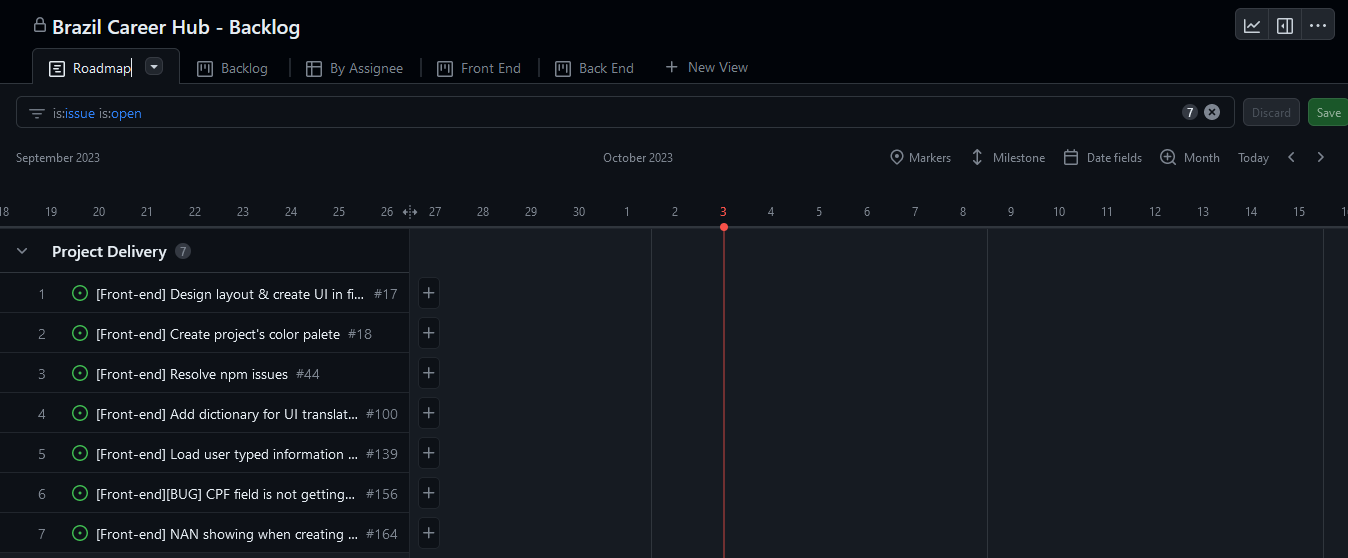 Brazil Career Hub - Backlog
Roadmap
Backlog
By Assignee
Front End
Back End
New View
is:issue is:open
7
Discard
Save
September 2023
October 2023
Markers
Milestone
Date fields
Month
Today
18 19 20 21 22 23 24 25 26 27 28 29 30 1 2 3 4 5 6 7 8 9 10 11 12 13 14 15
Project Delivery 7
1 [Front-end] Design layout & create UI in fi... #17
2 [Front-end] Create project's color palete #18
3 [Front-end] Resolve npm issues #44
4 [Front-end] Add dictionary for UI translat... #100
5 [Front-end] Load user typed information ... #139
6 [Front-end][BUG] CPF field is not getting... #156
7 [Front-end] NAN showing when creating ... #164